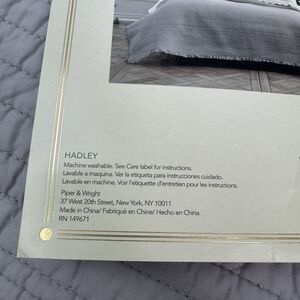 HADLEY
Machine washable. See Care label for instructions.
Lavable a maquina. Ver la etiqueta para instrucciones cuidado.
Lavable en machine. Voir l'etiquette d'entretien pour les instructions.
Piper & Wright
37 West 20th Street, New York, NY 10011
Made in China/ Fabriqué en Chine/ Hecho en China.
RN 149671